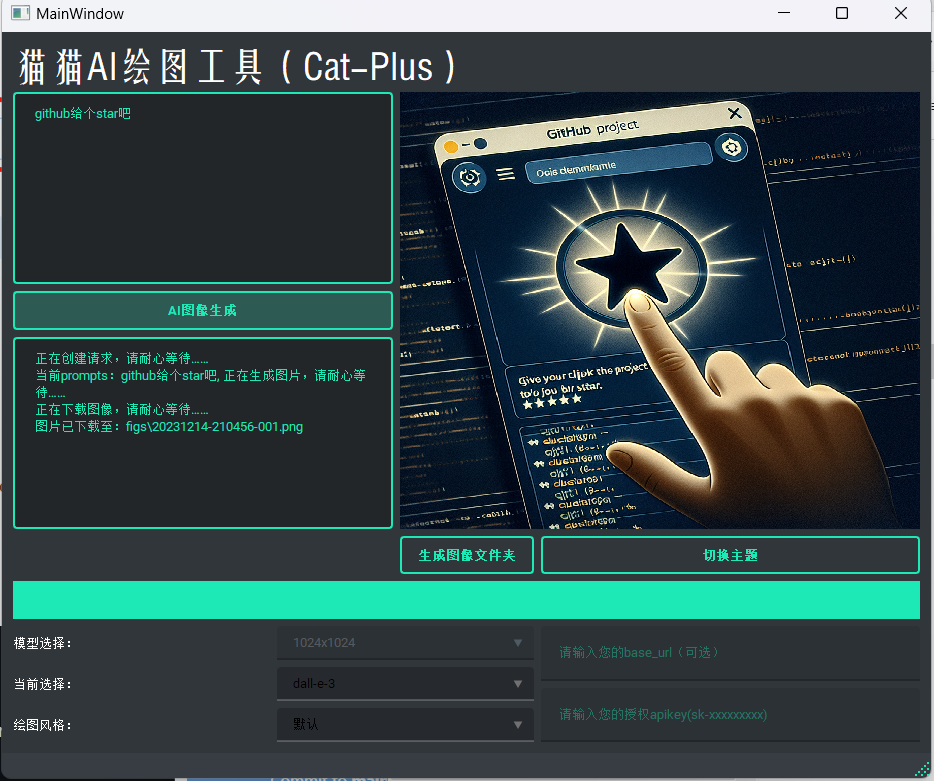 MainWindow
猫猫AI绘图工具(Cat-Plus)
github给个star吧
AI图像生成
正在创建请求，请耐心等待……
当前prompts：github给个star吧, 正在生成图片，请耐心等
待……
正在下载图像，请耐心等待……
图片已下载至：figs\20231214-210456-001.png
GitHub project
Give your clijpk the project
生成图像文件夹
切换主题
模型选择：
1024x1024
请输入您的base_url（可选）
当前选择：
dall-e-3
绘图风格：
默认
请输入您的授权apikey(sk-xxxxxxxxx)